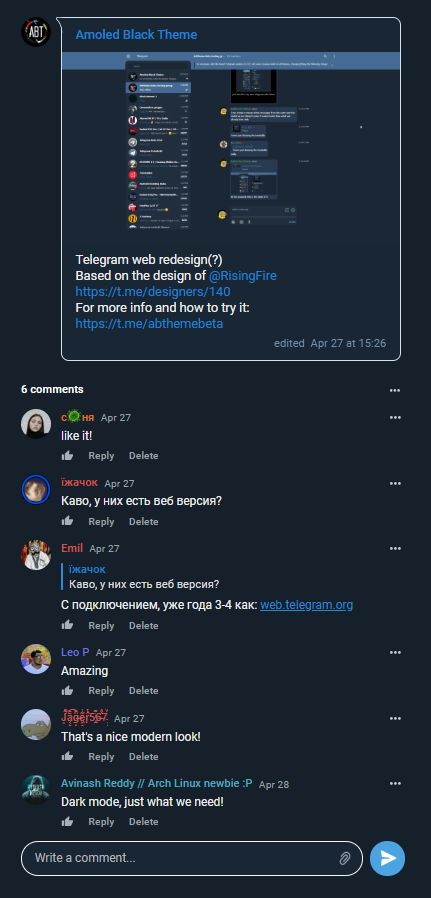 ABT
Amoled Black Theme
Telegram web redesign(?)
Based on the design of @RisingFire
https://t.me/designers/140
For more info and how to try it:
https://t.me/abthemebeta
edited Apr 27 at 15:26
6 comments
с🦠ня Apr 27
like it!
Reply Delete
їжачок Apr 27
Каво, у них есть веб версия?
Reply Delete
Emil Apr 27
їжачок
Каво, у них есть веб версия?
С подключением, уже года 3-4 как: web.telegram.org
Reply Delete
Leo P Apr 27
Amazing
Reply Delete
Jager567 Apr 27
That's a nice modern look!
Reply Delete
Avinash Reddy // Arch Linux newbie :P Apr 28
Dark mode, just what we need!
Reply Delete
Write a comment...